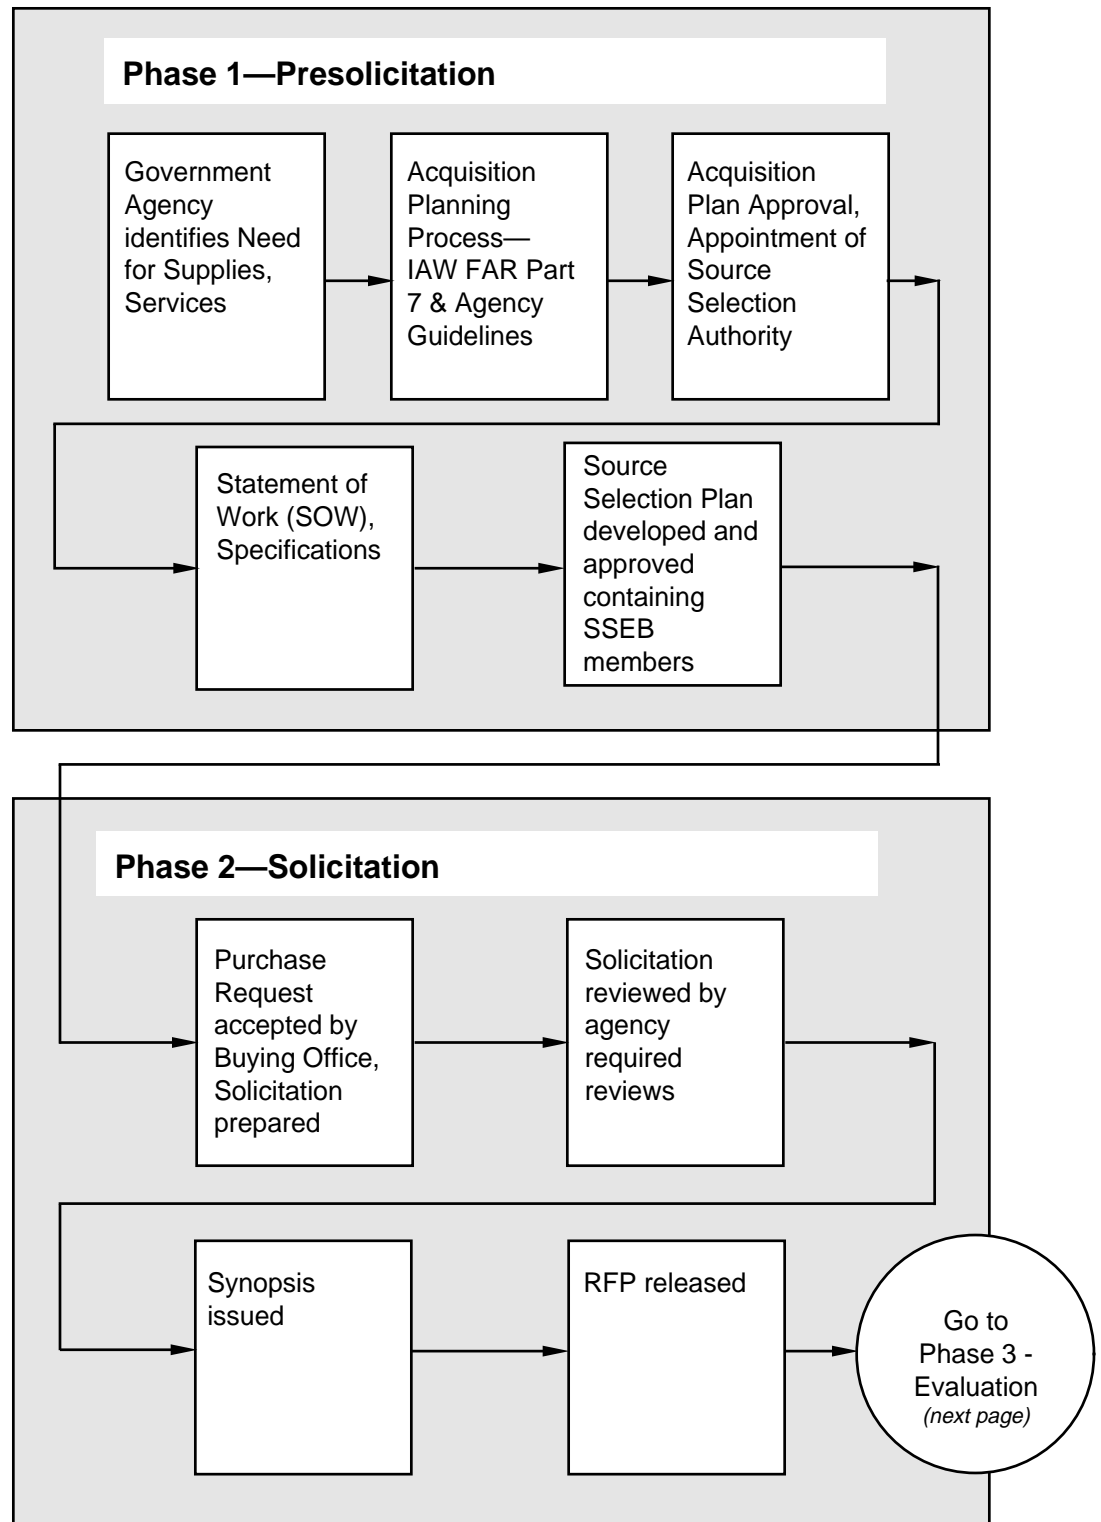 Phase 1—Presolicitation
Government
Agency
identifies Need
for Supplies,
Services
Acquisition
Planning
Process—
IAW FAR Part
7 & Agency
Guidelines
Acquisition
Plan Approval,
Appointment of
Source
Selection
Authority
Statement of
Work (SOW),
Specifications
Source
Selection Plan
developed and
approved
containing
SSEB
members
Phase 2—Solicitation
Purchase
Request
accepted by
Buying Office,
Solicitation
prepared
Solicitation
reviewed by
agency
required
reviews
Synopsis
issued
RFP released
Go to
Phase 3 -
Evaluation
(next page)